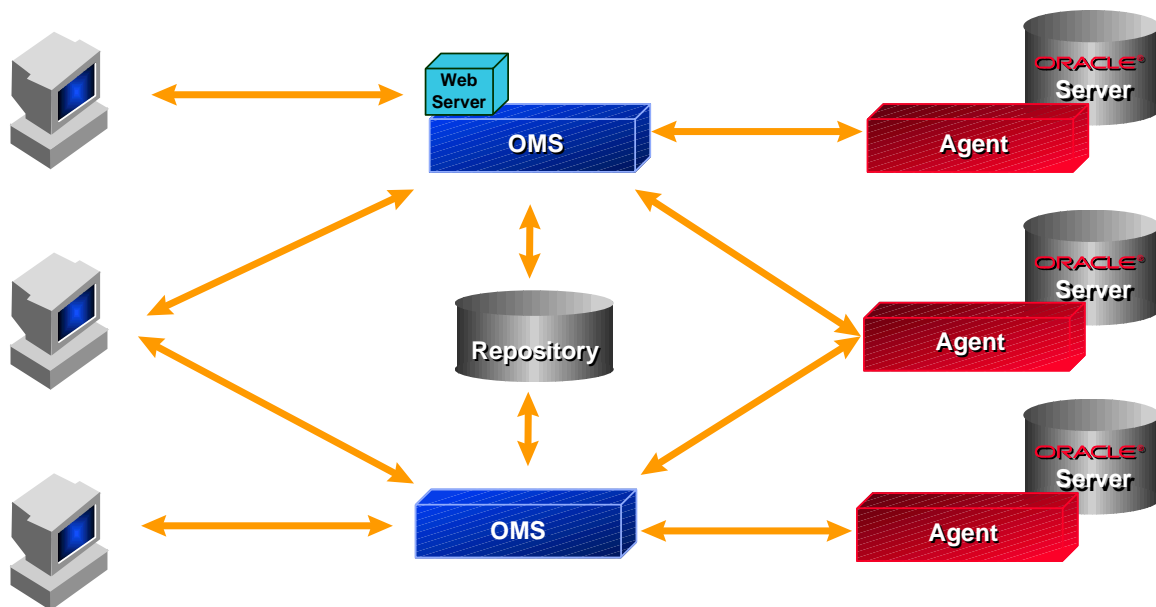 Web
Server
OMS
ORACLE®
Server
Agent
ORACLE®
Server
Agent
Repository
OMS
ORACLE®
Server
Agent